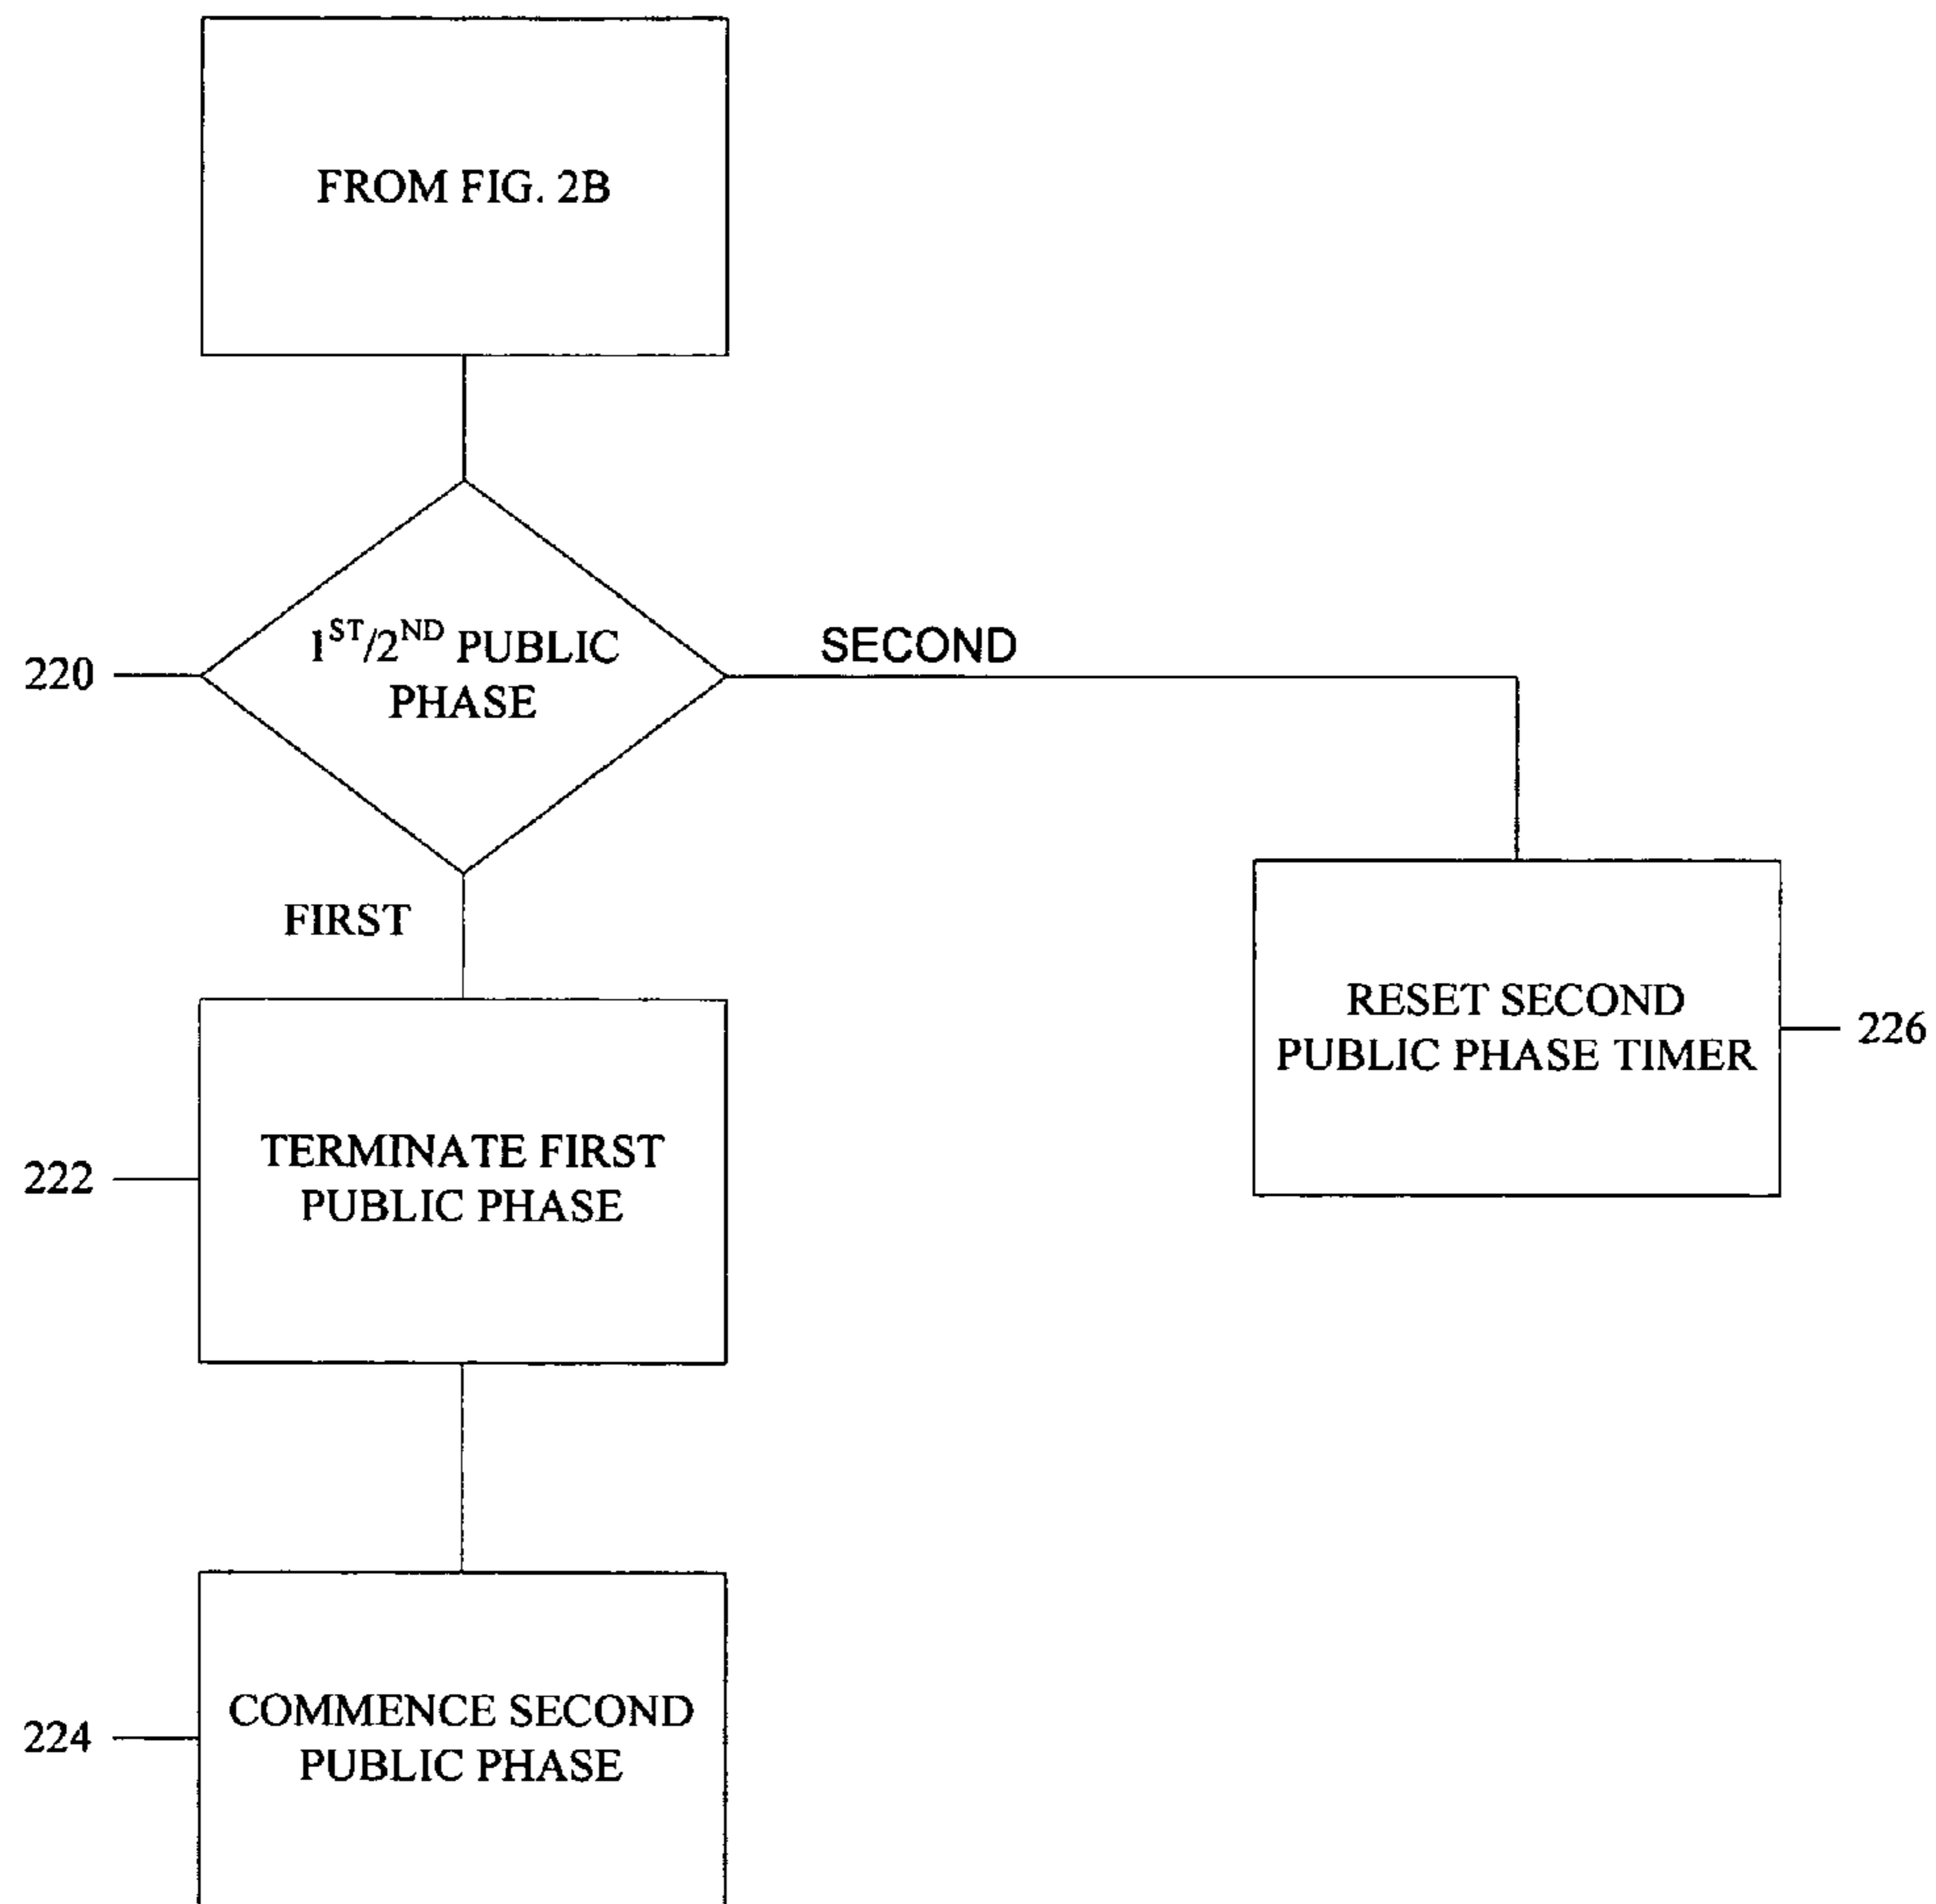 FROM FIG. 2B
1ST/2ND PUBLIC
PHASE
220
SECOND
FIRST
RESET SECOND
PUBLIC PHASE TIMER
226
TERMINATE FIRST
PUBLIC PHASE
222
COMMENCE SECOND
PUBLIC PHASE
224